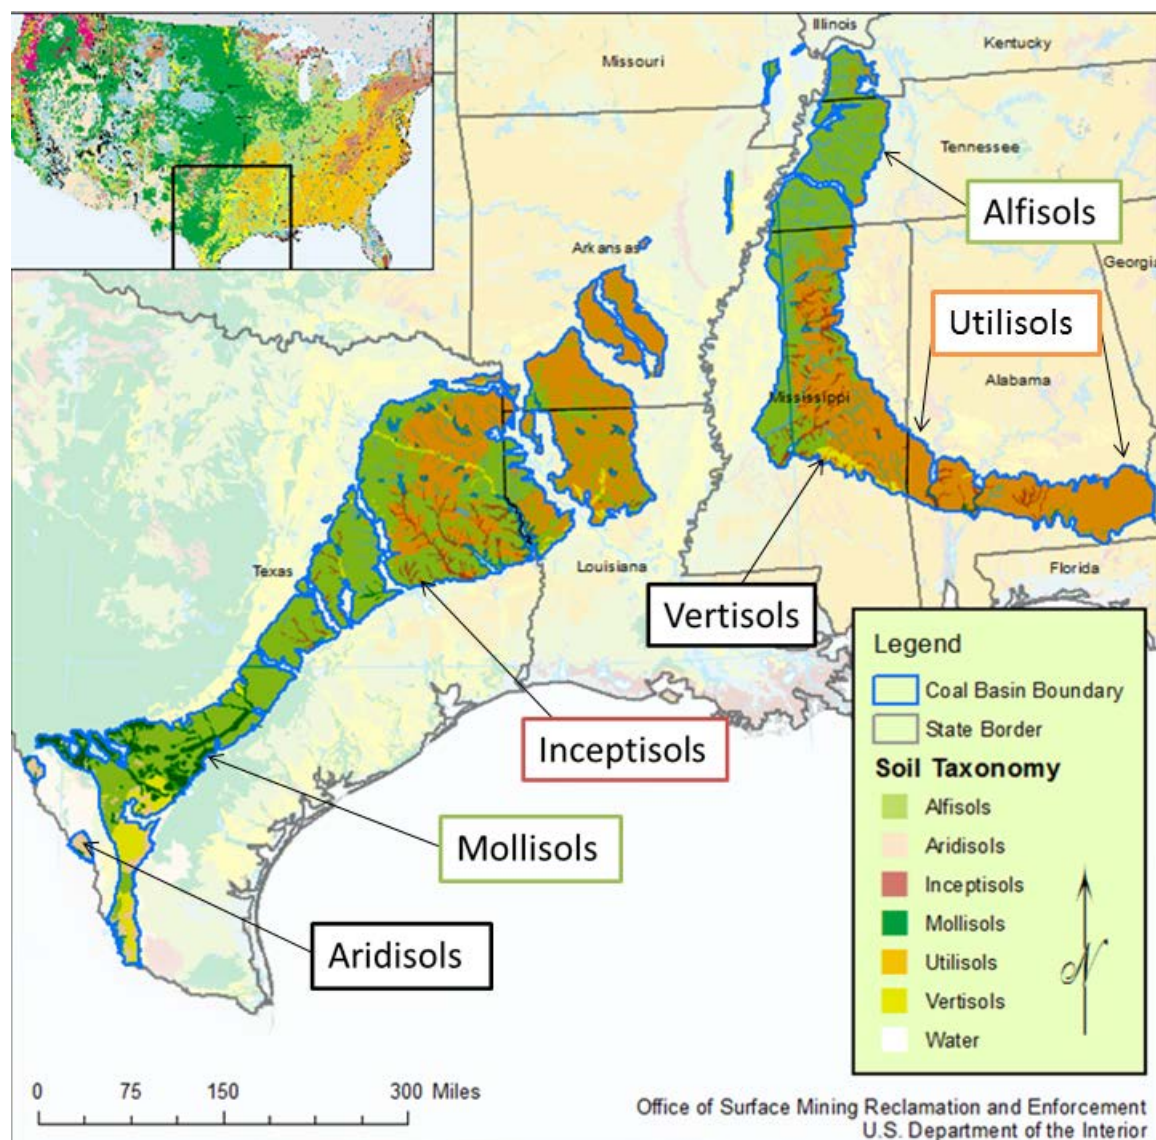 Illinois
Missouri
Kentucky
Tennessee
Alfisols
Arkansas
Georgia
Utilisols
Alabama
Mississippi
Texas
Louisiana
Florida
Vertisols
Inceptisols
Mollisols
Aridisols
Legend
Coal Basin Boundary
State Border
Soil Taxonomy
Alfisols
Aridisols
Inceptisols
Mollisols
Utilisols
Vertisols
Water
N
0 75 150 300 Miles
Office of Surface Mining Reclamation and Enforcement
U.S. Department of the Interior